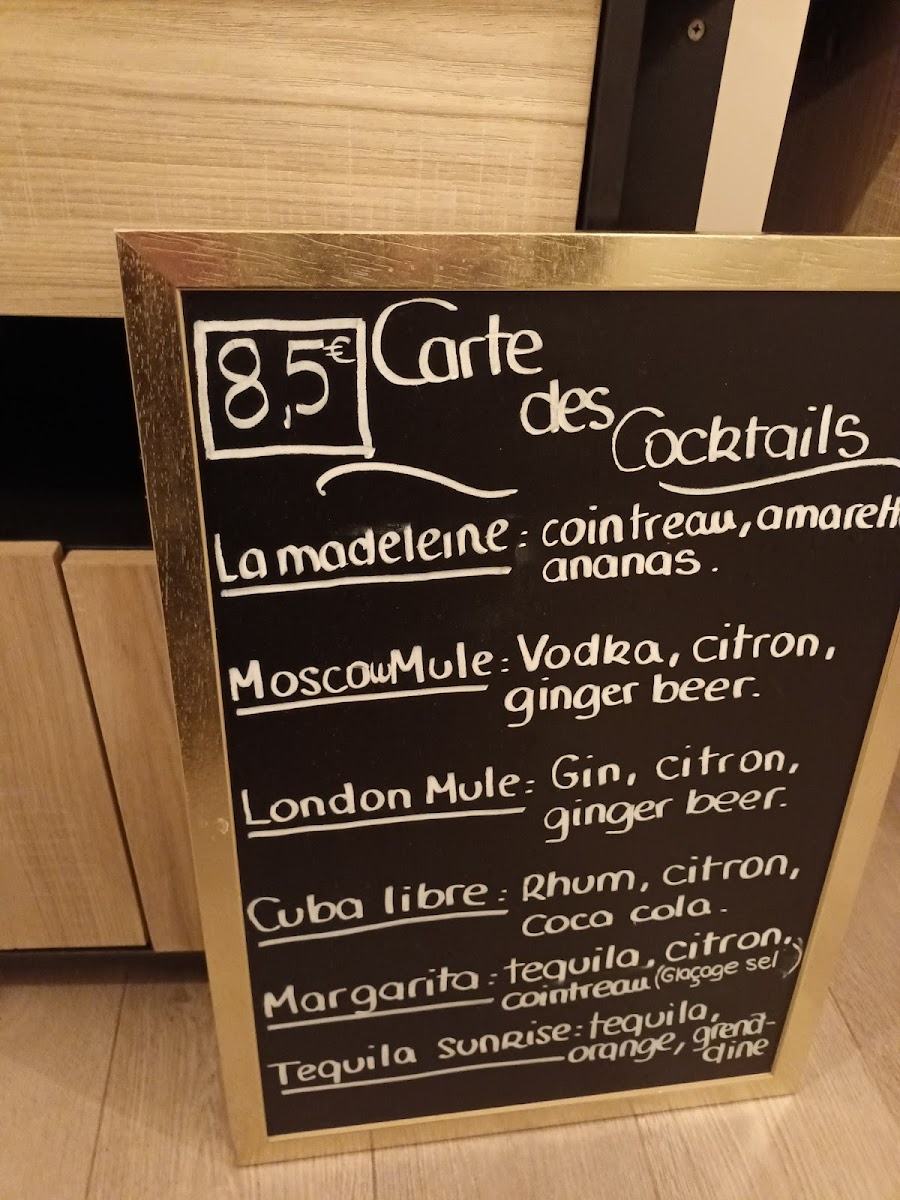 8,5€
Carte
des
Cocktails
La madeleine : cointreau, amarett
ananas.
Moscow Mule : Vodka, citron,
ginger beer.
London Mule : Gin, citron,
ginger beer.
Cuba libre : Rhum, citron,
coca cola.
Margarita : tequila, citron,
cointreau (Glaçage sel)
Tequila sunrise : tequila,
orange, grena-
dine